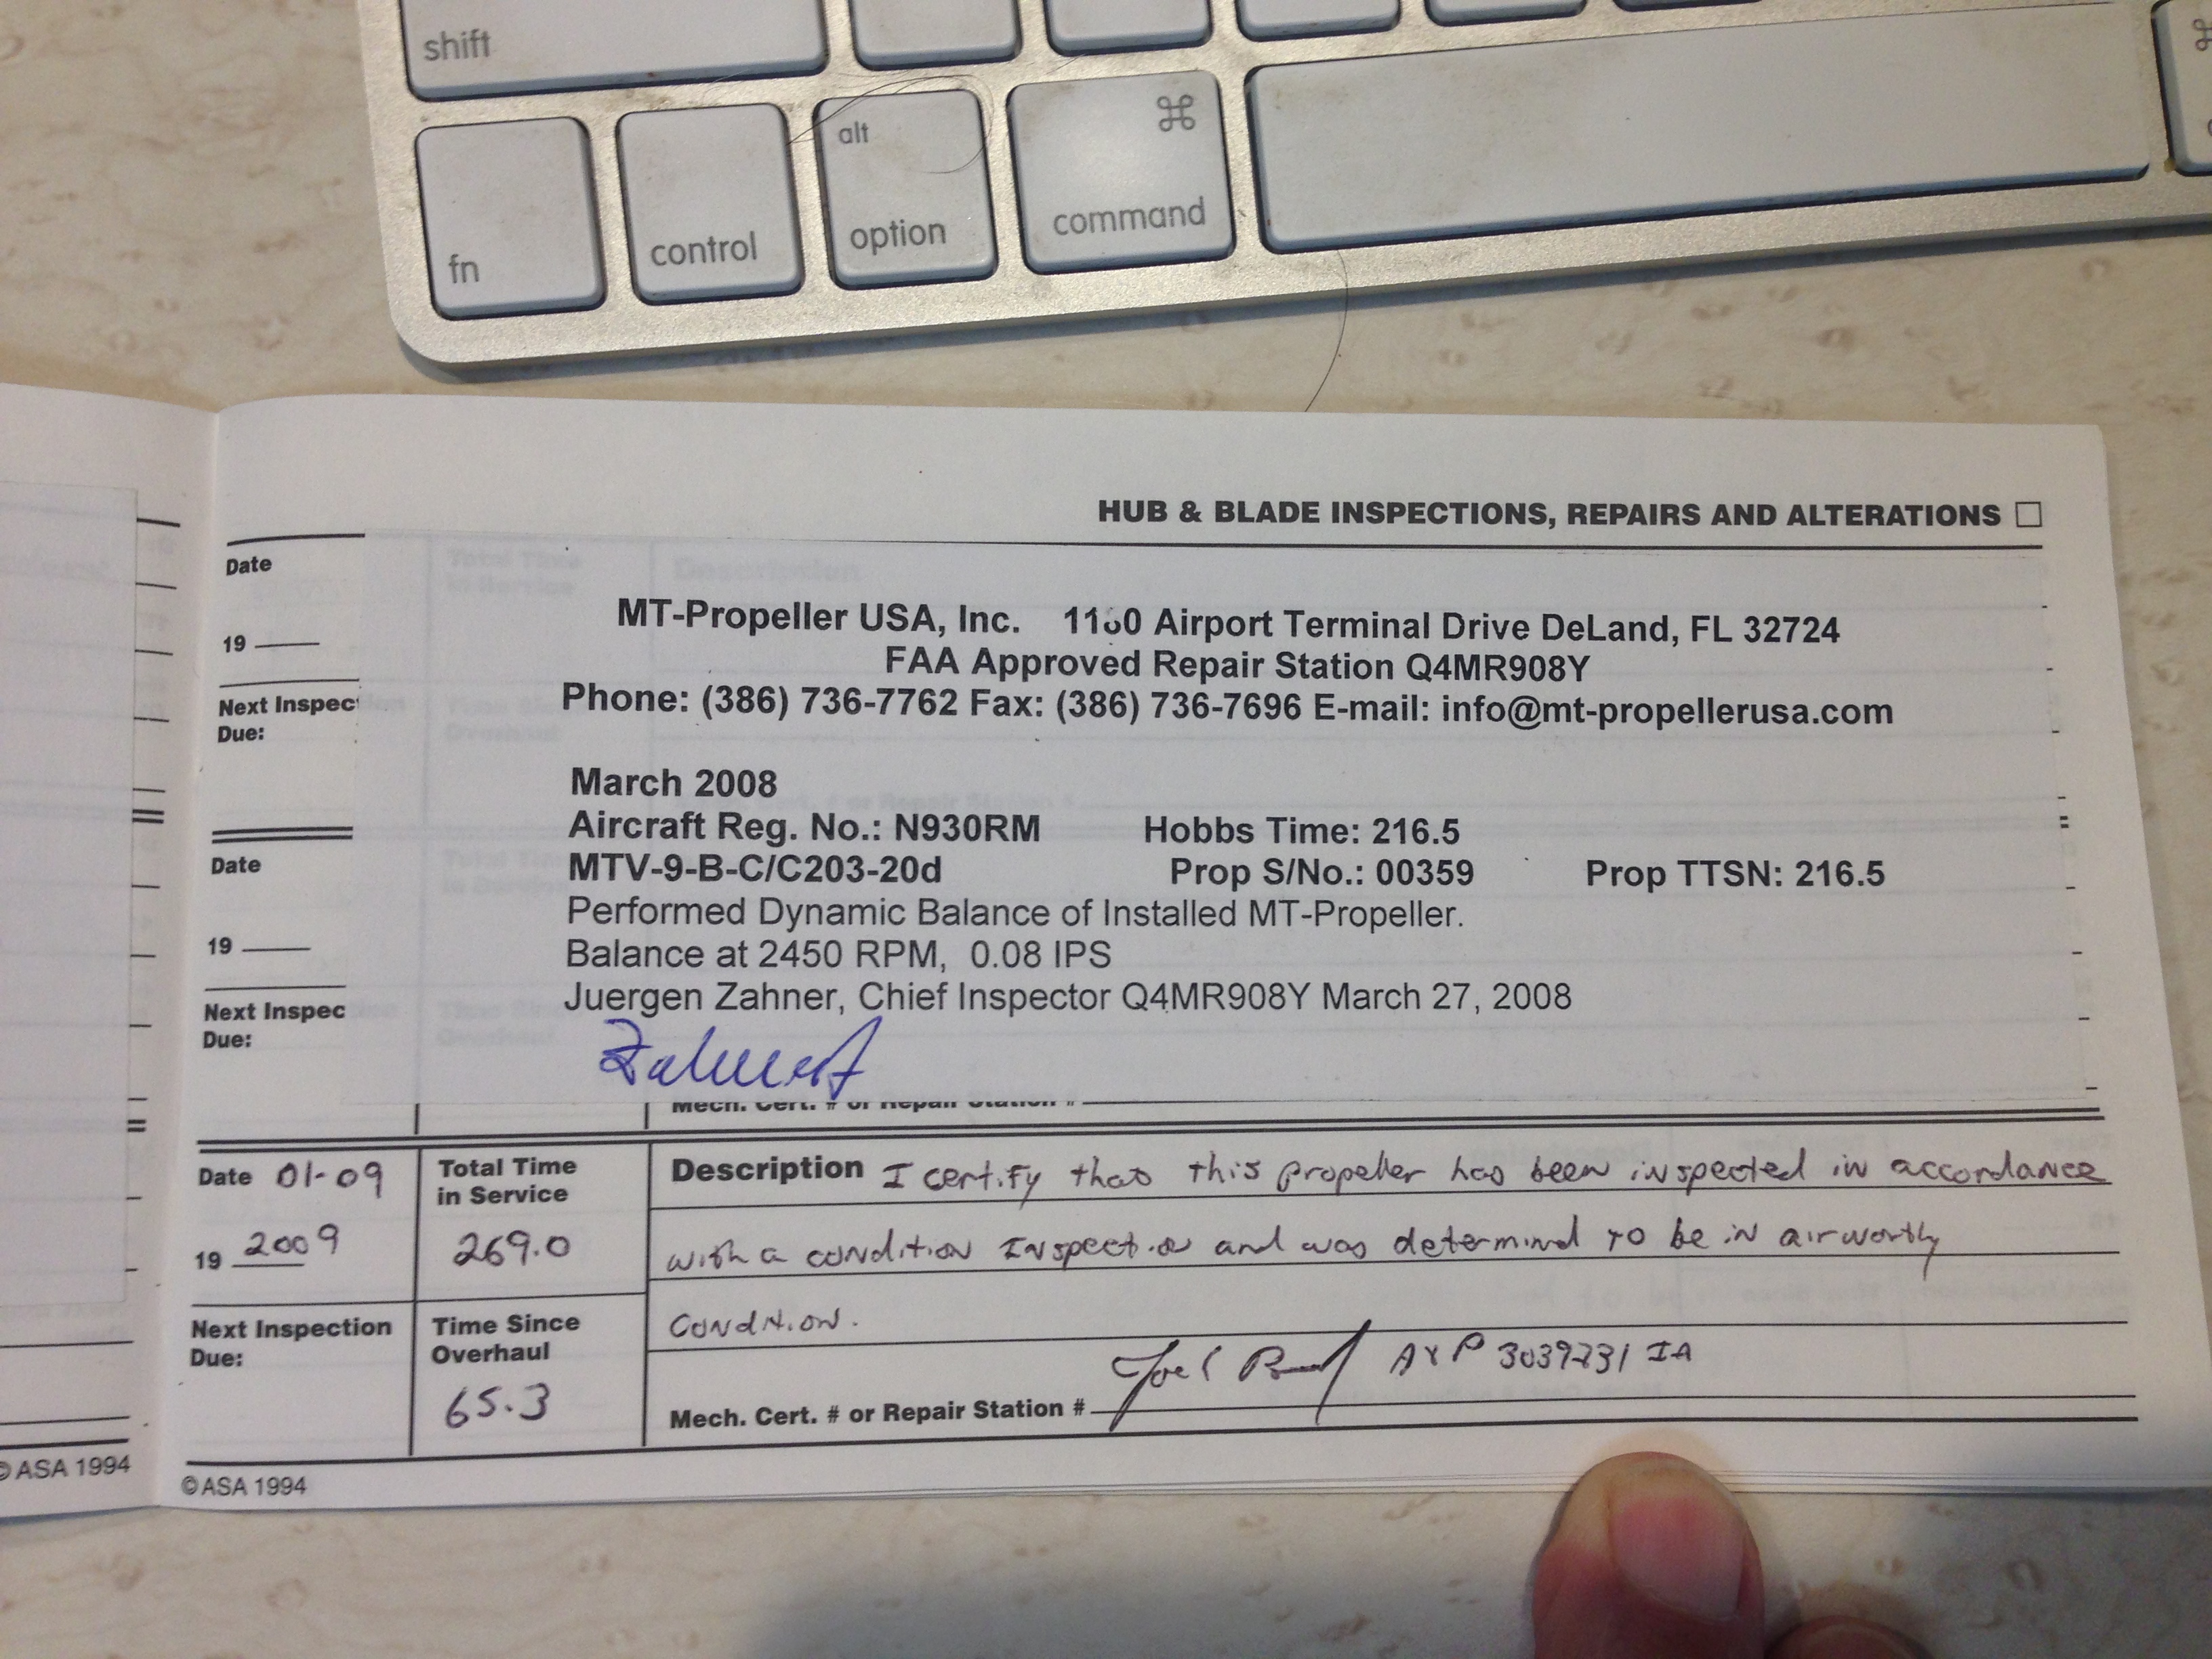 shift
fn
control
alt
option
⌘
command
HUB & BLADE INSPECTIONS, REPAIRS AND ALTERATIONS
Date
19
Next Inspec
Due:
MT-Propeller USA, Inc. Airport Terminal Drive DeLand, FL 32724
FAA Approved Repair Station Q4MR908Y
Phone: (386) 736-7762 Fax: (386) 736-7696 E-mail: info@mt-propellerusa.com
March 2008
Aircraft Reg. No.: N930RM Hobbs Time: 216.5
MTV-9-B-C/C203-20d Prop S/No.: 00359 Prop TTSN: 216.5
Performed Dynamic Balance of Installed MT-Propeller.
Balance at 2450 RPM, 0.08 IPS
Juergen Zahner, Chief Inspector Q4MR908Y March 27, 2008
Date
19
Next Inspec
Due:
Mech. Cert. # or Repair Station #
Date 01-09
19 2009
Total Time
in Service
269.0
Next Inspection
Due:
Time Since
Overhaul
65.3
Description I certify that this propeller has been inspected in accordance
with a condition Inspection and was determined to be in airworthy
condition.
Joel A&P IA
Mech. Cert. # or Repair Station #
© ASA 1994
© ASA 1994